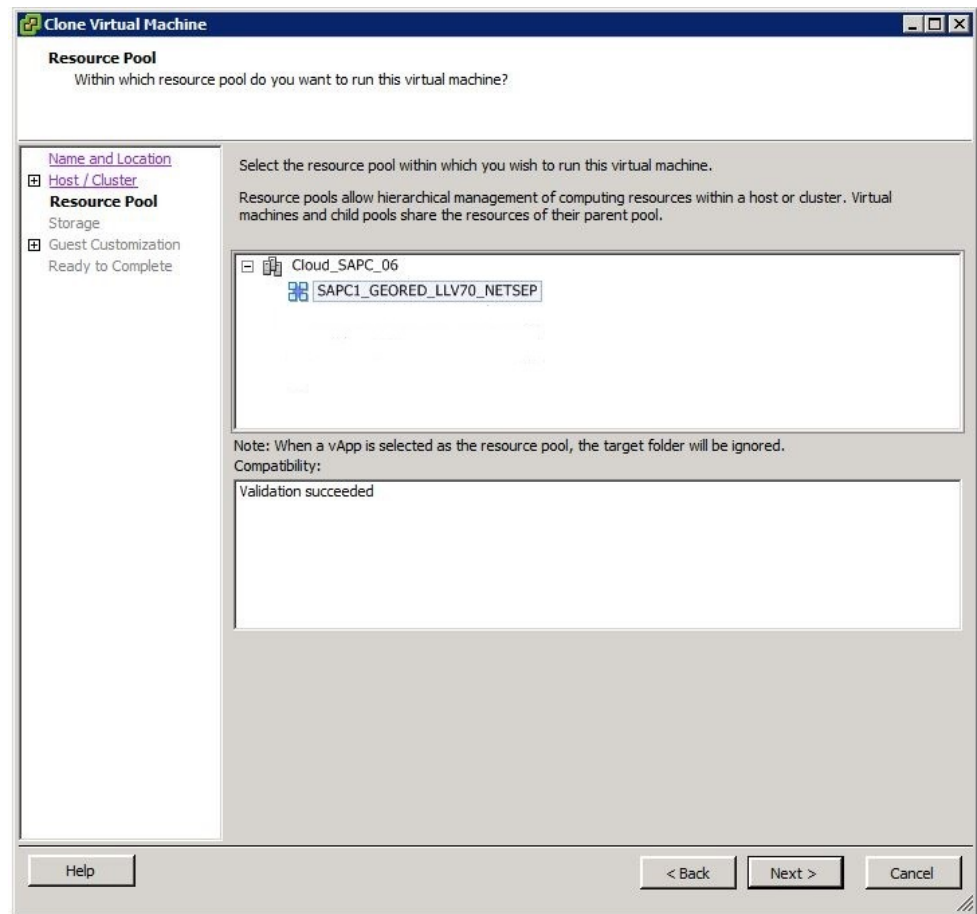 Clone Virtual Machine
Resource Pool
Within which resource pool do you want to run this virtual machine?
Name and Location
Host / Cluster
Resource Pool
Storage
Guest Customization
Ready to Complete
Select the resource pool within which you wish to run this virtual machine.
Resource pools allow hierarchical management of computing resources within a host or cluster. Virtual
machines and child pools share the resources of their parent pool.
Cloud_SAPC_06
SAPC1_GEORED_LLV70_NETSEP
Note: When a vApp is selected as the resource pool, the target folder will be ignored.
Compatibility:
Validation succeeded
Help
< Back
Next >
Cancel